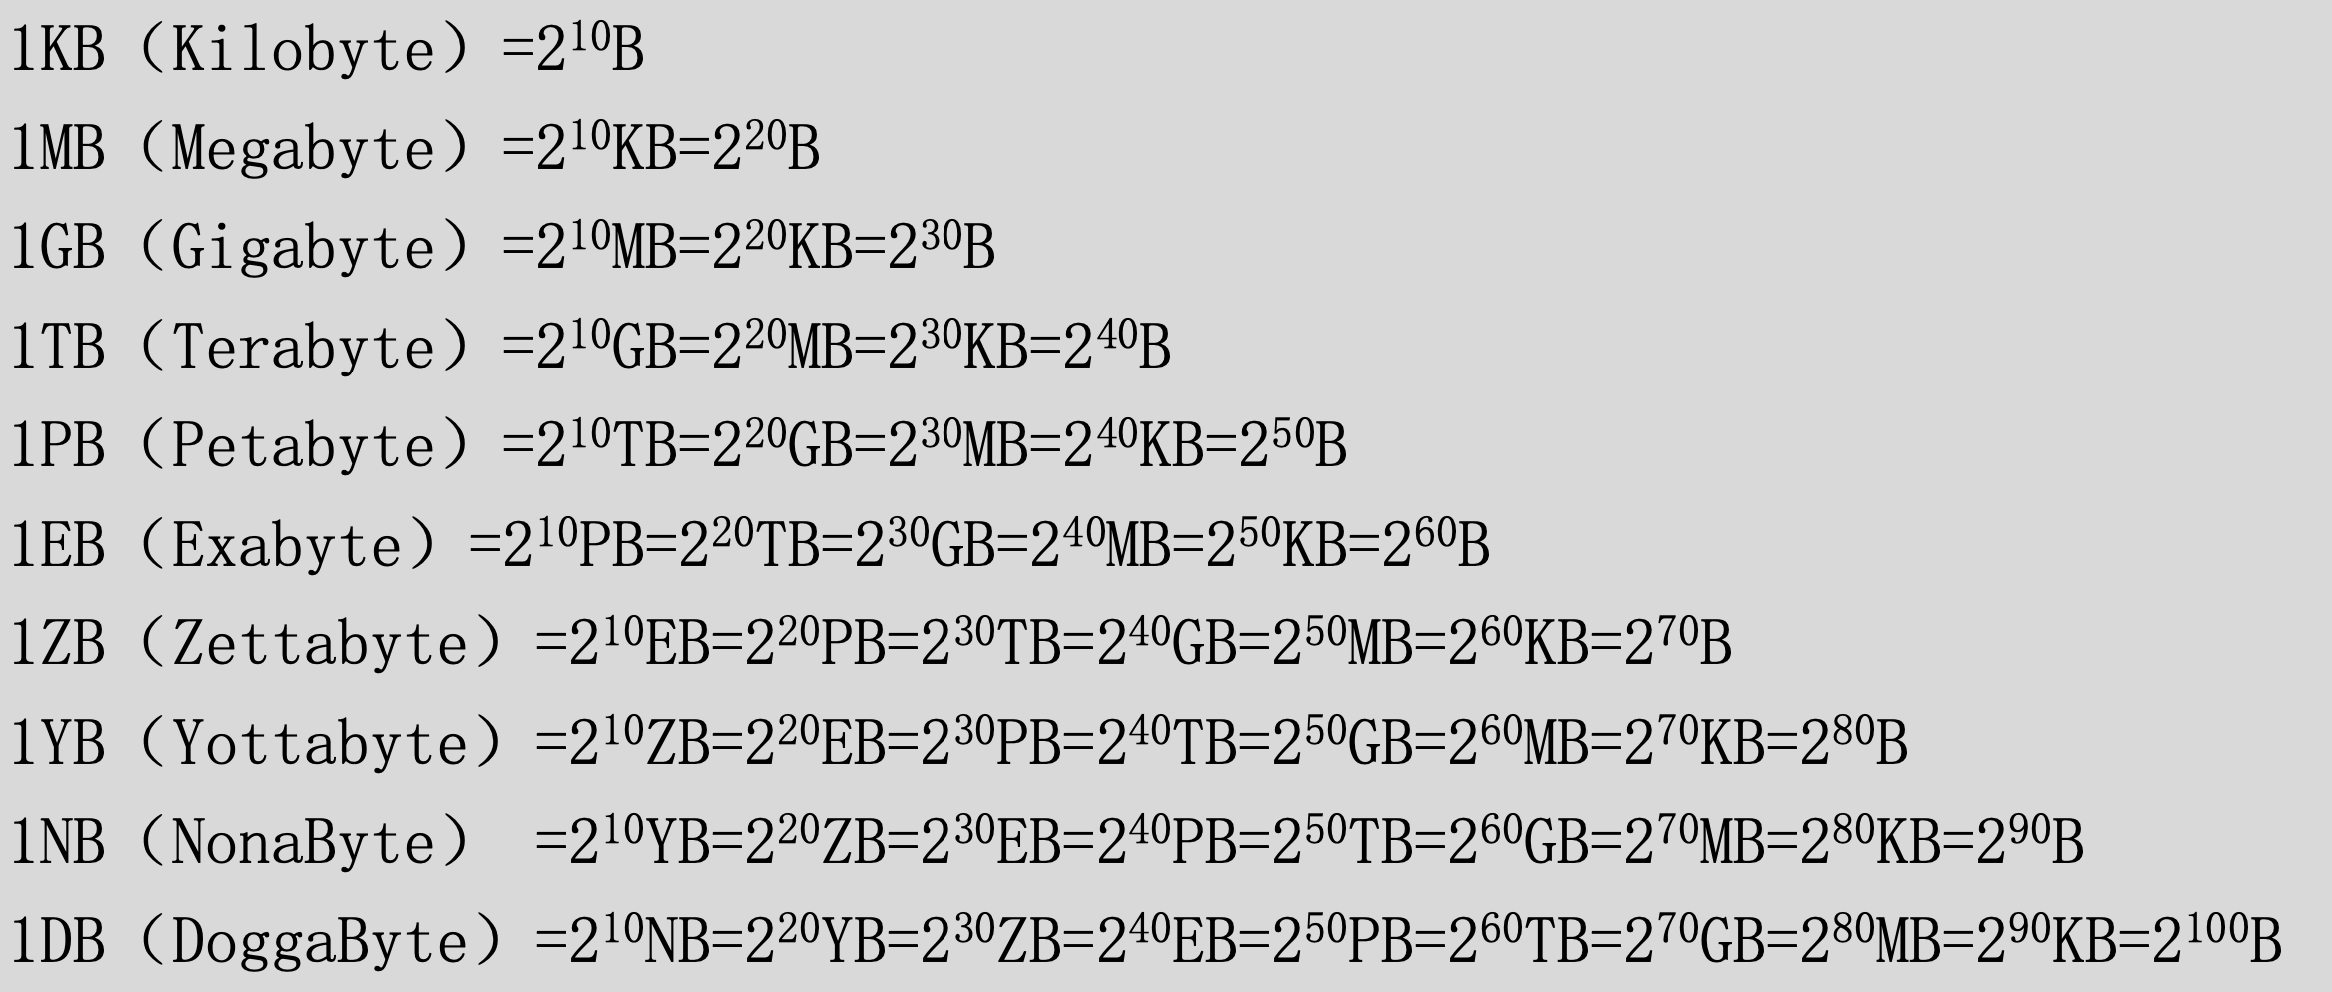 1KB（Kilobyte）=2¹⁰B
1MB（Megabyte）=2¹⁰KB=2²⁰B
1GB（Gigabyte）=2¹⁰MB=2²⁰KB=2³⁰B
1TB（Terabyte）=2¹⁰GB=2²⁰MB=2³⁰KB=2⁴⁰B
1PB（Petabyte）=2¹⁰TB=2²⁰GB=2³⁰MB=2⁴⁰KB=2⁵⁰B
1EB（Exabyte）=2¹⁰PB=2²⁰TB=2³⁰GB=2⁴⁰MB=2⁵⁰KB=2⁶⁰B
1ZB（Zettabyte）=2¹⁰EB=2²⁰PB=2³⁰TB=2⁴⁰GB=2⁵⁰MB=2⁶⁰KB=2⁷⁰B
1YB（Yottabyte）=2¹⁰ZB=2²⁰EB=2³⁰PB=2⁴⁰TB=2⁵⁰GB=2⁶⁰MB=2⁷⁰KB=2⁸⁰B
1NB（NonaByte） =2¹⁰YB=2²⁰ZB=2³⁰EB=2⁴⁰PB=2⁵⁰TB=2⁶⁰GB=2⁷⁰MB=2⁸⁰KB=2⁹⁰B
1DB（DoggaByte）=2¹⁰NB=2²⁰YB=2³⁰ZB=2⁴⁰EB=2⁵⁰PB=2⁶⁰TB=2⁷⁰GB=2⁸⁰MB=2⁹⁰KB=2¹⁰⁰B